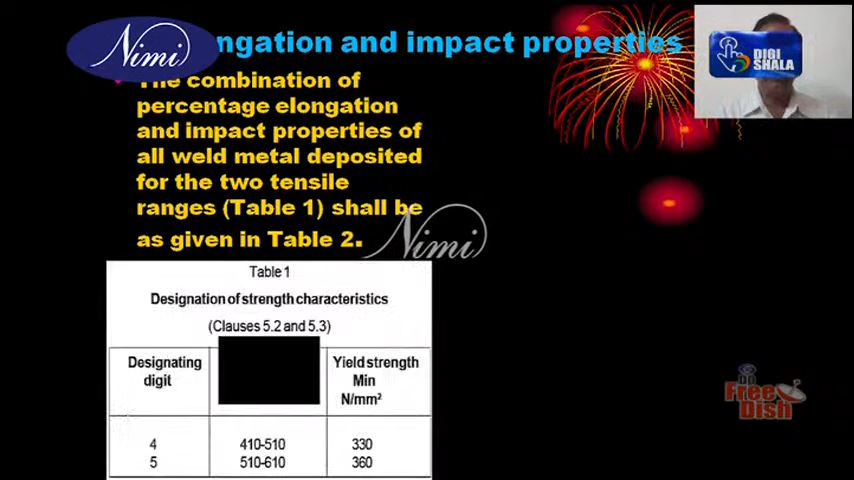 Nimi
ngation and impact properties
DIGI
SHALA
The combination of
percentage elongation
and impact properties of
all weld metal deposited
for the two tensile
ranges (Table 1) shall be
as given in Table 2.
Nimi
Table 1
Designation of strength characteristics
(Clauses 5.2 and 5.3)
Designating
digit
Yield strength
Min
N/mm²
4 410-510 330
5 510-610 360
DD
Free
Dish